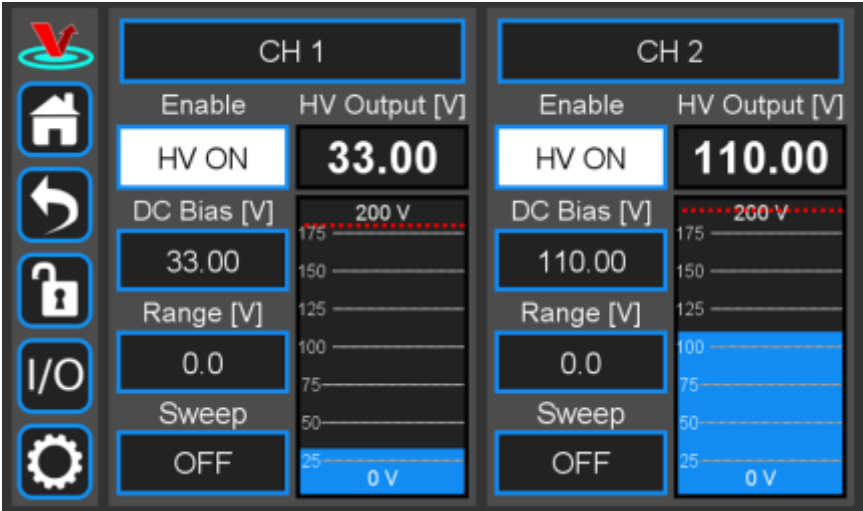 CH 1
Enable HV Output [V]
HV ON 33.00
DC Bias [V]
33.00
Range [V]
0.0
Sweep
OFF
200 V
175
150
125
100
75
50
25
0 V
CH 2
Enable HV Output [V]
HV ON 110.00
DC Bias [V]
110.00
Range [V]
0.0
Sweep
OFF
200 V
175
150
125
100
75
50
25
0 V
I/O